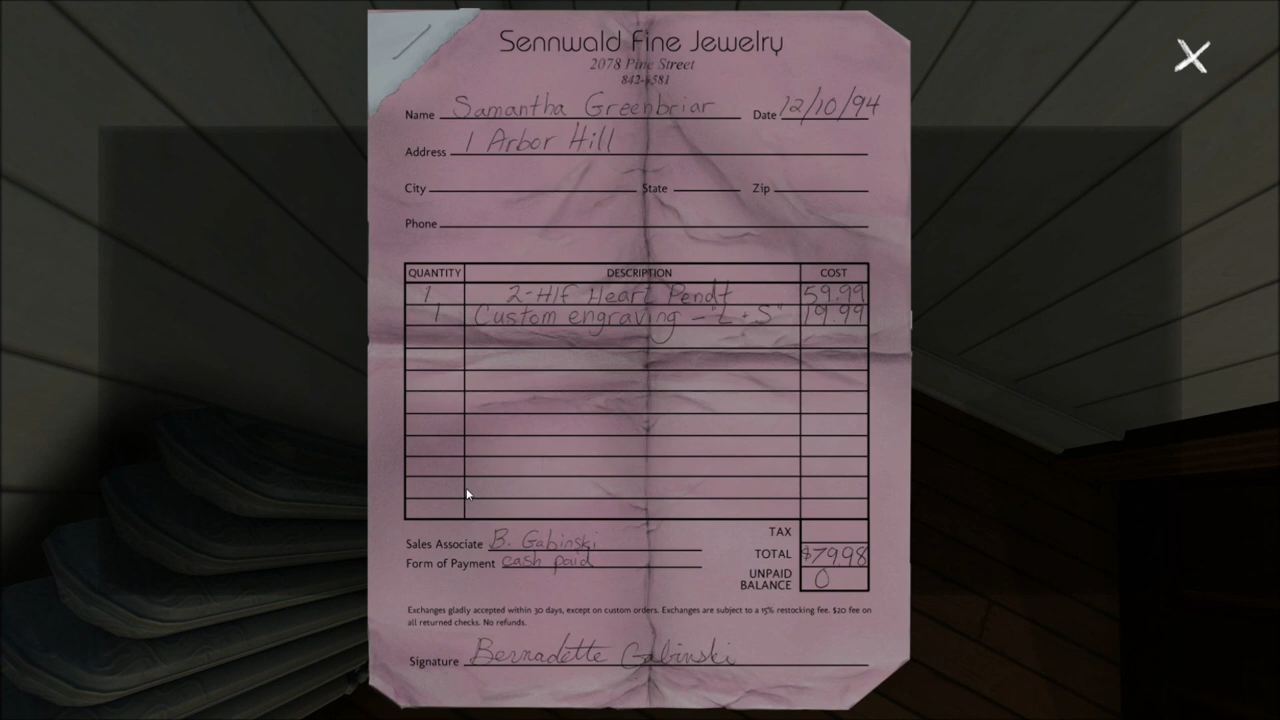 Sennwald Fine Jewelry
2078 Pine Street
842-5581
Name Samantha Greenbriar Date 12/10/94
Address 1 Arbor Hill
City State Zip
Phone
QUANTITY DESCRIPTION COST
1 2-Hlf Heart Pendt 59.99
1 Custom engraving - "L + S" 19.99
TAX
Sales Associate B. Gabinski
TOTAL $79.98
Form of Payment cash paid
UNPAID
BALANCE 0
Exchanges gladly accepted within 30 days, except on custom orders. Exchanges are subject to a 15% restocking fee. $20 fee on
all returned checks. No refunds.
Signature Bernadette Gabinski